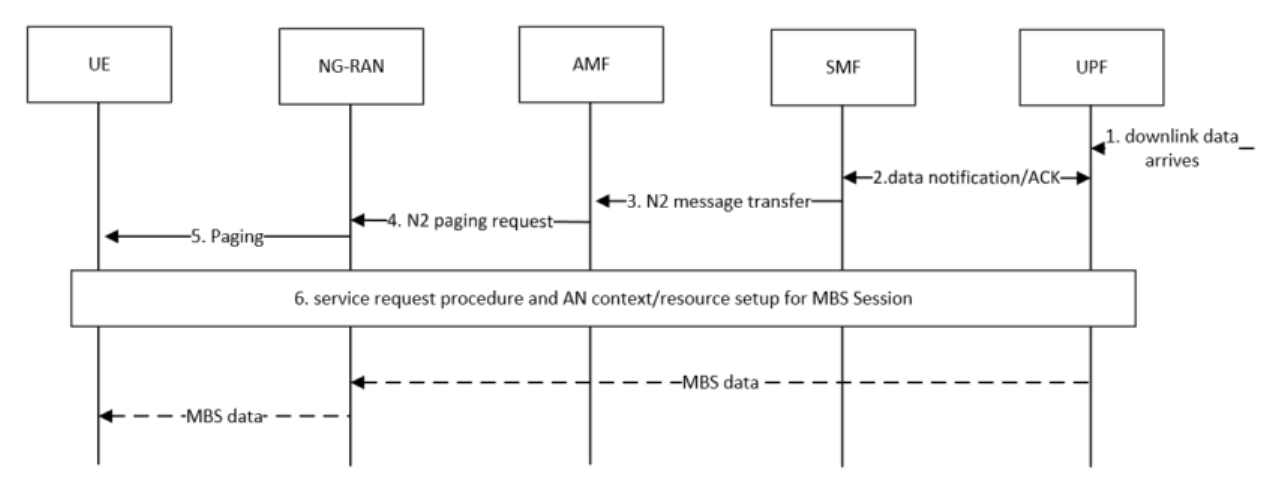 UE
NG-RAN
AMF
SMF
UPF
1. downlink data
arrives
2.data notification/ACK
3. N2 message transfer
4. N2 paging request
5. Paging
6. service request procedure and AN context/resource setup for MBS Session
MBS data
MBS data